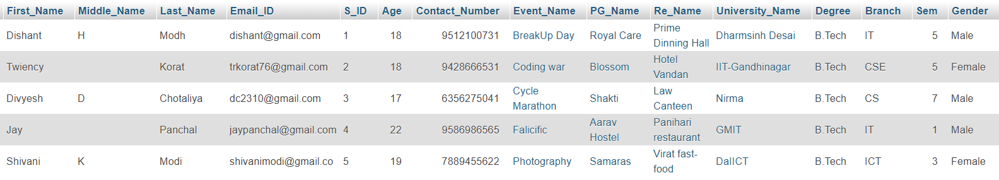 First_Name Middle_Name Last_Name Email_ID S_ID Age Contact_Number Event_Name PG_Name Re_Name University_Name Degree Branch Sem Gender
Dishant H Modh dishant@gmail.com 1 18 9512100731 BreakUp Day Royal Care Prime Dinning Hall Dharmsinh Desai B.Tech IT 5 Male
Twiency Korat trkorat76@gmail.com 2 18 9428666531 Coding war Blossom Hotel Vandan IIT-Gandhinagar B.Tech CSE 5 Female
Divyesh D Chotaliya dc2310@gmail.com 3 17 6356275041 Cycle Marathon Shakti Law Canteen Nirma B.Tech CS 7 Male
Jay Panchal jaypanchal@gmail.com 4 22 9586986565 Falicific Aarav Hostel Panihari restaurant GMIT B.Tech IT 1 Male
Shivani K Modi shivanimodi@gmail.co 5 19 7889455622 Photography Samaras Virat fast-food DaIICT B.Tech ICT 3 Female